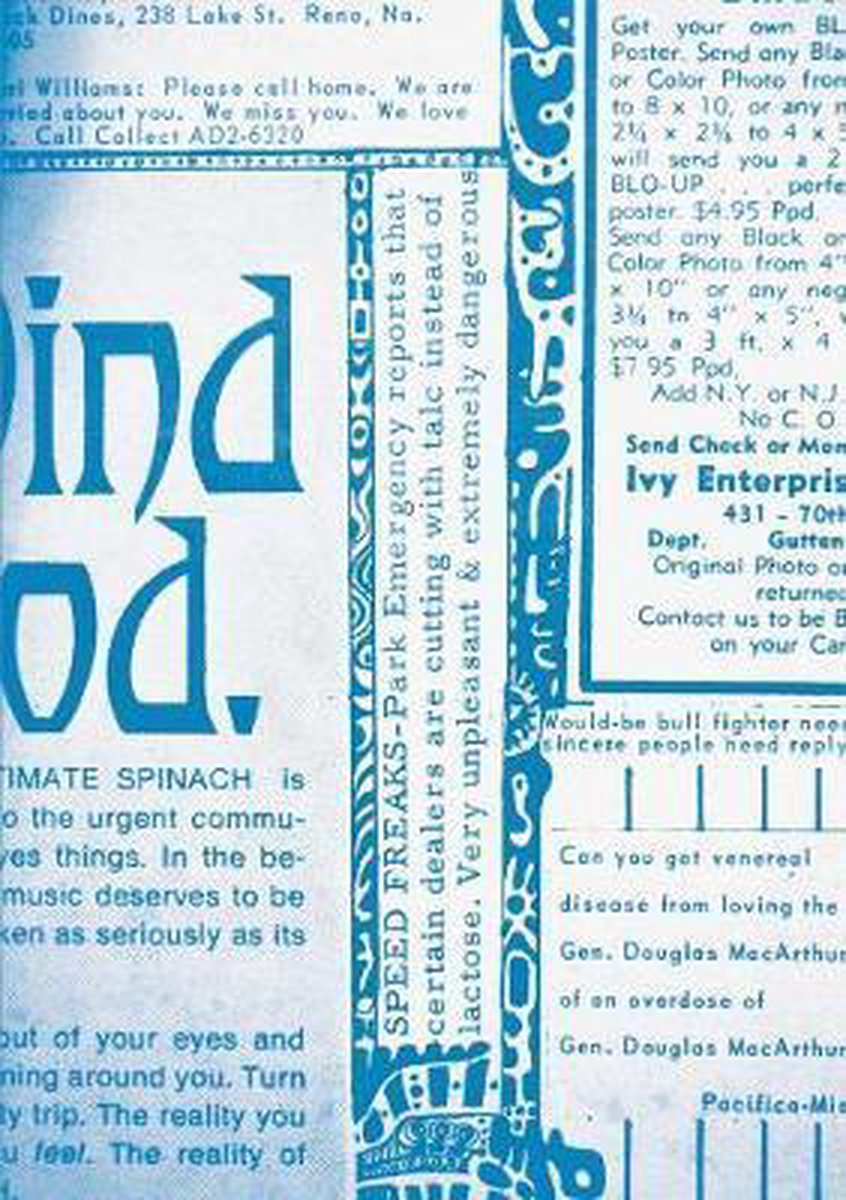 Dines, 238 Lake St. Reno, Na.
05
Williams: Please call home. We are
about you. We miss you. We love
Call Collect AD2-6320
ind
od.
TIMATE SPINACH is
o the urgent commu-
yes things. In the be-
music deserves to be
ken as seriously as its
out of your eyes and
ning around you. Turn
ty trip. The reality you
u feel. The reality of
SPEED FREAKS-Park Emergency reports that
certain dealers are cutting with talc instead of
lactose. Very unpleasant & extremely dangerous
Get your own BL
Poster. Send any Bla
or Color Photo from
to 8 x 10, or any n
2¼ x 2¾ to 4 x 5
will send you a 2
BLO-UP . . . perfe
poster. $4.95 Ppd.
Send any Black or
Color Photo from 4"
x 10" or any neg
3¼ to 4" x 5", w
you a 3 ft. x 4
$7.95 Ppd.
Add N.Y. or N.J.
No C. O
Send Check or Mon
Ivy Enterpris
431 - 70th
Dept. Gutten
Original Photo or
returned
Contact us to be B
on your Car
Would-be bull fighter nee
sincere people need reply
Can you get venereal
disease from loving the
Gen. Douglas MacArthur
of an overdose of
Gen. Douglas MacArthur
Pacifica-Mi